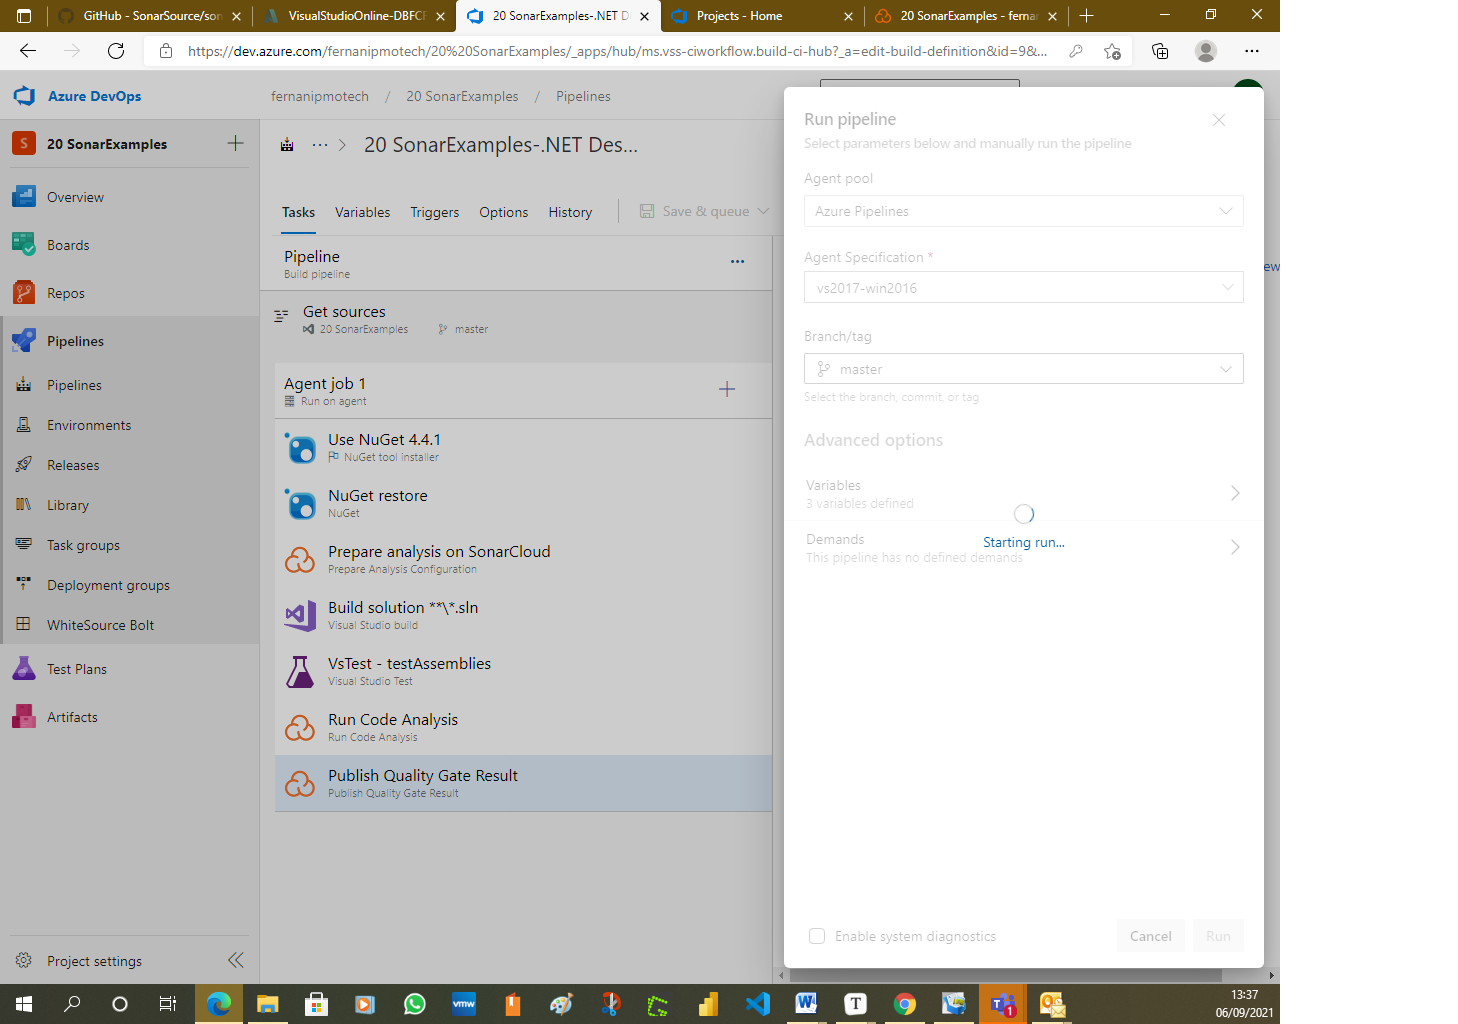 GitHub - SonarSource/son
VisualStudioOnline-DBFCF
20 SonarExamples-.NET D
Projects - Home
20 SonarExamples - ferna
https://dev.azure.com/fernanipmotech/20%20SonarExamples/_apps/hub/ms.vss-ciworkflow.build-ci-hub?_a=edit-build-definition&id=9&...
Azure DevOps
fernanipmotech / 20 SonarExamples / Pipelines
S 20 SonarExamples
Overview
Boards
Repos
Pipelines
Pipelines
Environments
Releases
Library
Task groups
Deployment groups
WhiteSource Bolt
Test Plans
Artifacts
Project settings
... > 20 SonarExamples-.NET Des...
Tasks Variables Triggers Options History Save & queue
Pipeline
Build pipeline
...
Get sources
20 SonarExamples master
Agent job 1
Run on agent
Use NuGet 4.4.1
NuGet tool installer
NuGet restore
NuGet
Prepare analysis on SonarCloud
Prepare Analysis Configuration
Build solution **\*.sln
Visual Studio build
VsTest - testAssemblies
Visual Studio Test
Run Code Analysis
Run Code Analysis
Publish Quality Gate Result
Publish Quality Gate Result
ew
Run pipeline
Select parameters below and manually run the pipeline
Agent pool
Azure Pipelines
Agent Specification *
vs2017-win2016
Branch/tag
master
Select the branch, commit, or tag
Advanced options
Variables
3 variables defined
Starting run...
Demands
This pipeline has no defined demands
Enable system diagnostics
Cancel
Run
vmw
W
T
1
13:37
06/09/2021